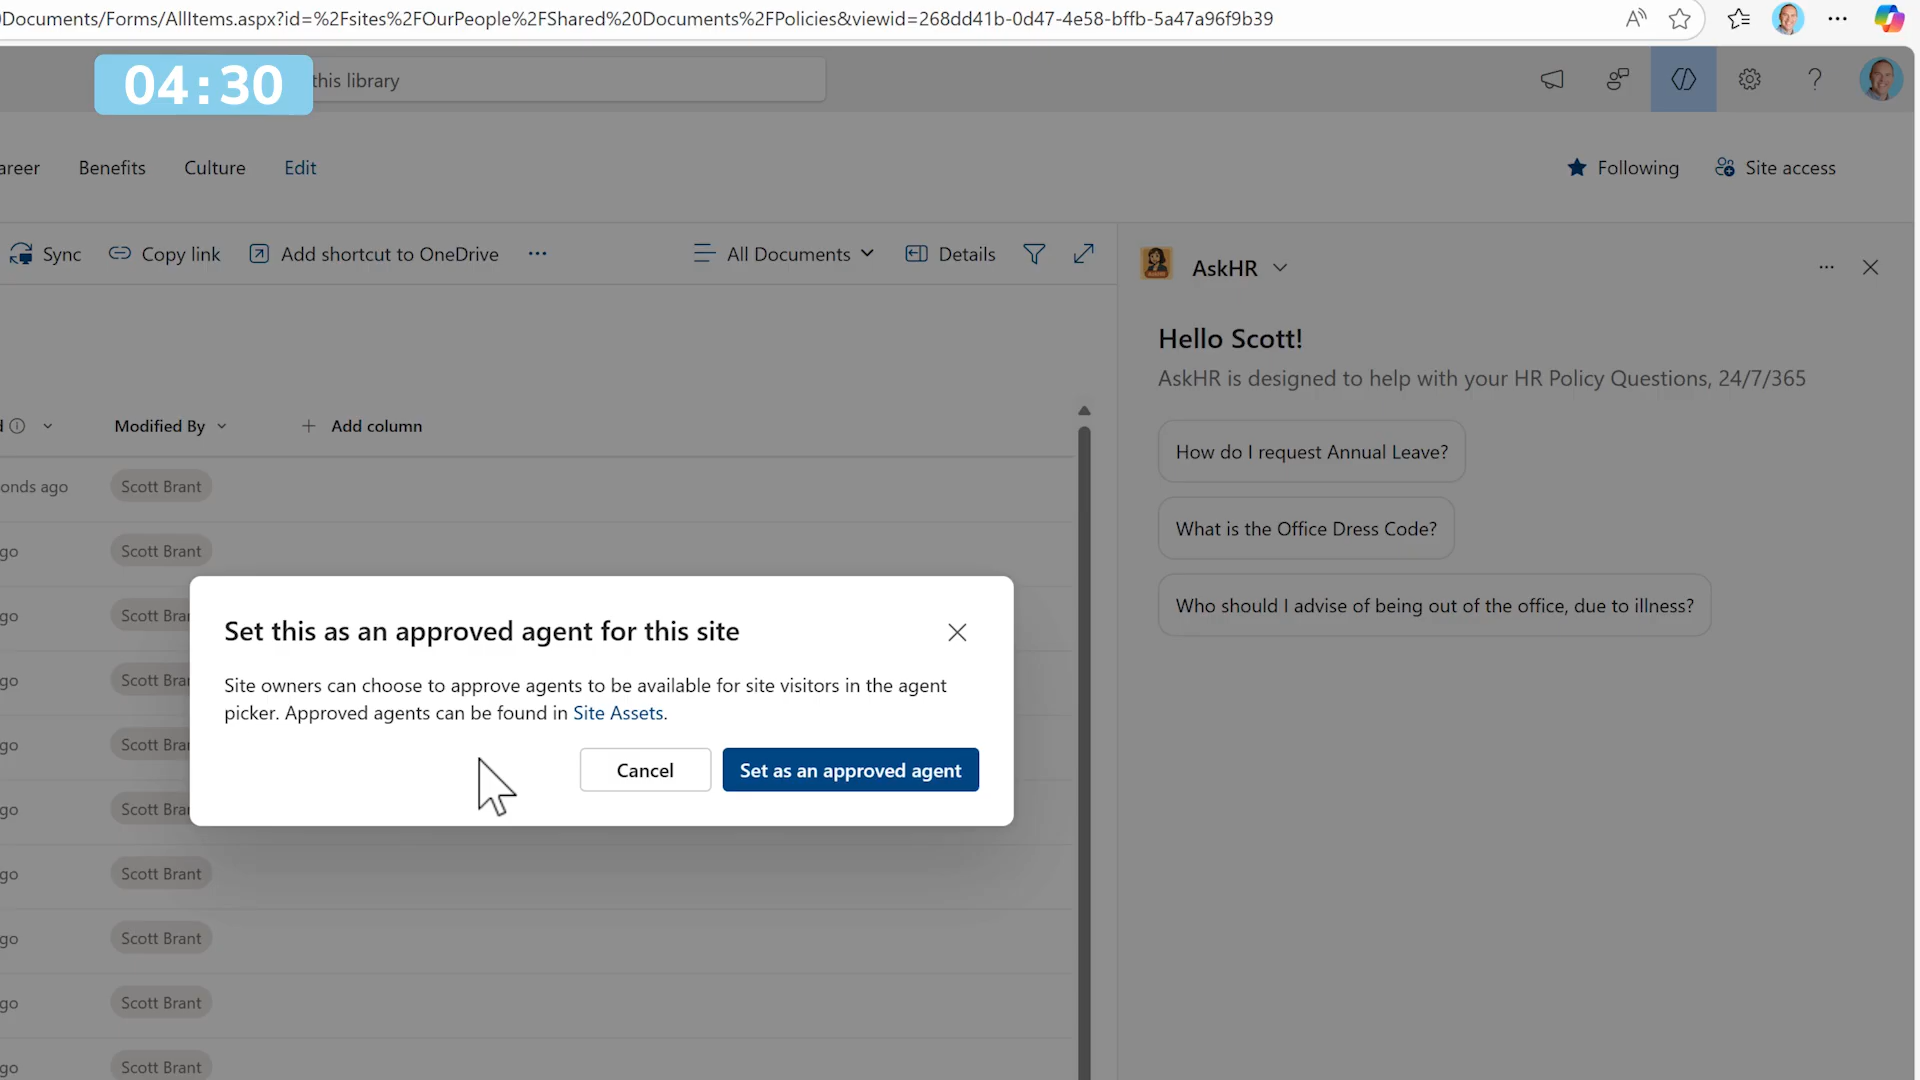 Documents/Forms/AllItems.aspx?id=%2Fsites%2FOurPeople%2FShared%20Documents%2FPolicies&viewid=268dd41b-0d47-4e58-bffb-5a47a96f9b39
04:30
this library
areer
Benefits
Culture
Edit
Following
Site access
Sync
Copy link
Add shortcut to OneDrive
All Documents
Details
AskHR
Hello Scott!
AskHR is designed to help with your HR Policy Questions, 24/7/365
How do I request Annual Leave?
What is the Office Dress Code?
Who should I advise of being out of the office, due to illness?
d
Modified By
Add column
onds ago
Scott Brant
go
Scott Brant
go
Scott Bra
go
Scott Bra
go
Scott Bra
go
Scott Bra
go
Scott Brant
go
Scott Brant
go
Scott Brant
go
Scott Brant
Set this as an approved agent for this site
Site owners can choose to approve agents to be available for site visitors in the agent
picker. Approved agents can be found in Site Assets.
Cancel
Set as an approved agent